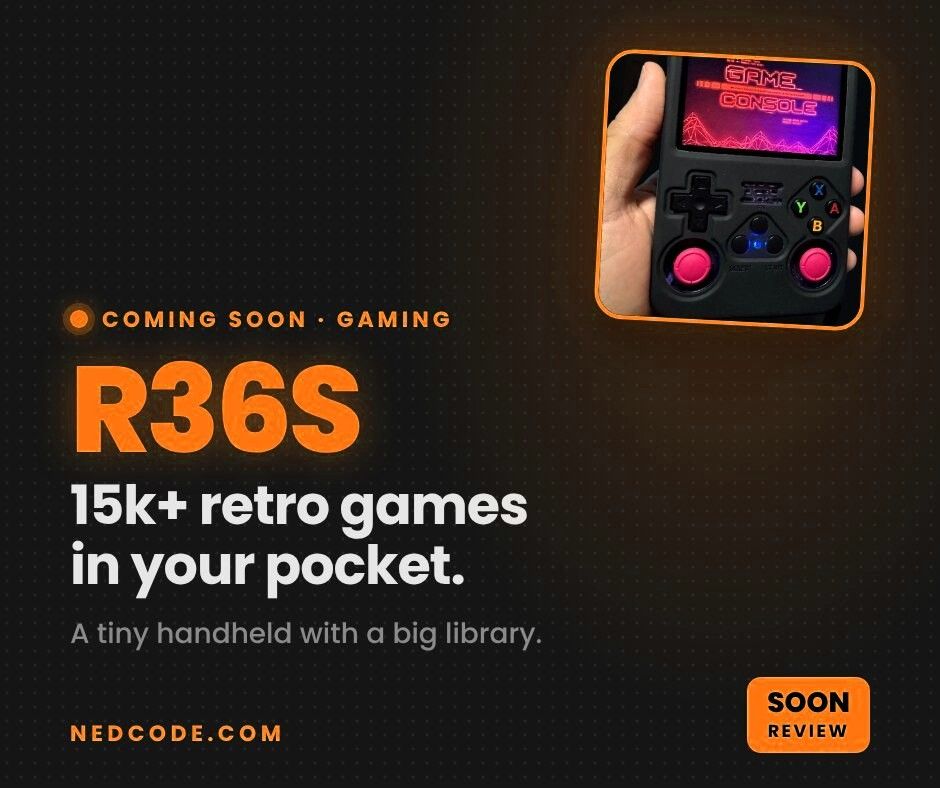 GAME
CONSOLE
X
Y
A
B
COMING SOON · GAMING
R36S
15k+ retro games
in your pocket.
A tiny handheld with a big library.
NEDCODE.COM
SOON
REVIEW